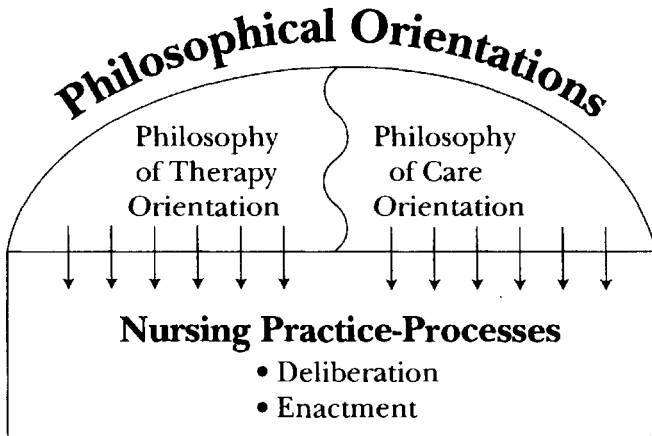 Philosophical Orientations
Philosophy
of Therapy
Orientation
Philosophy
of Care
Orientation
Nursing Practice-Processes
• Deliberation
• Enactment